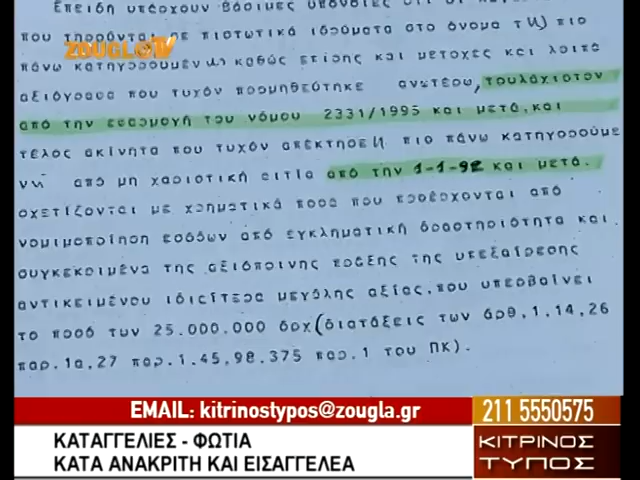 Επειδή υπάρχουν βάσιμες υπόνοιες ότι οι
που τηρούνται σε πιστωτικά ιδρύματα στο όνομα τ πιο
ZOUGLA TV
πάνω κατηγορουμέν καθώς επίσης και μετοχές και λοιπά
αξιόγραφα που τυχόν προμηθεύτηκε ανωτέρω, τουλάχιστον
από την εφαρμογή του νόμου 2331/1995 και μετά, και
τέλος ακίνητα που τυχόν απέκτησε πιο πάνω κατηγορούμε
ν από μη χαριστική αιτία από την 1-1-92 και μετά.
σχετίζονται με χρηματικά ποσά που προέρχονται από
νομιμοποίηση εσόδων από εγκληματική δραστηριότητα και
συγκεκριμένα της αξιόποινης πράξης της υπεξαίρεσης
αντικειμένου ιδιαίτερα μεγάλης αξίας, που υπερβαίνει
το ποσό των 25.000.000 δρχ (διατάξεις των άρθ, 1, 14, 26
παρ.1α, 27 παρ.1.45,98.375 παρ.1 του ΠΚ).
EMAIL: kitrinostypos@zougla.gr
211 5550575
ΚΑΤΑΓΓΕΛΙΕΣ - ΦΩΤΙΑ
ΚΑΤΑ ΑΝΑΚΡΙΤΗ ΚΑΙ ΕΙΣΑΓΓΕΛΕΑ
ΚΙΤΡΙΝΟΣ
ΤΥΠΟΣ